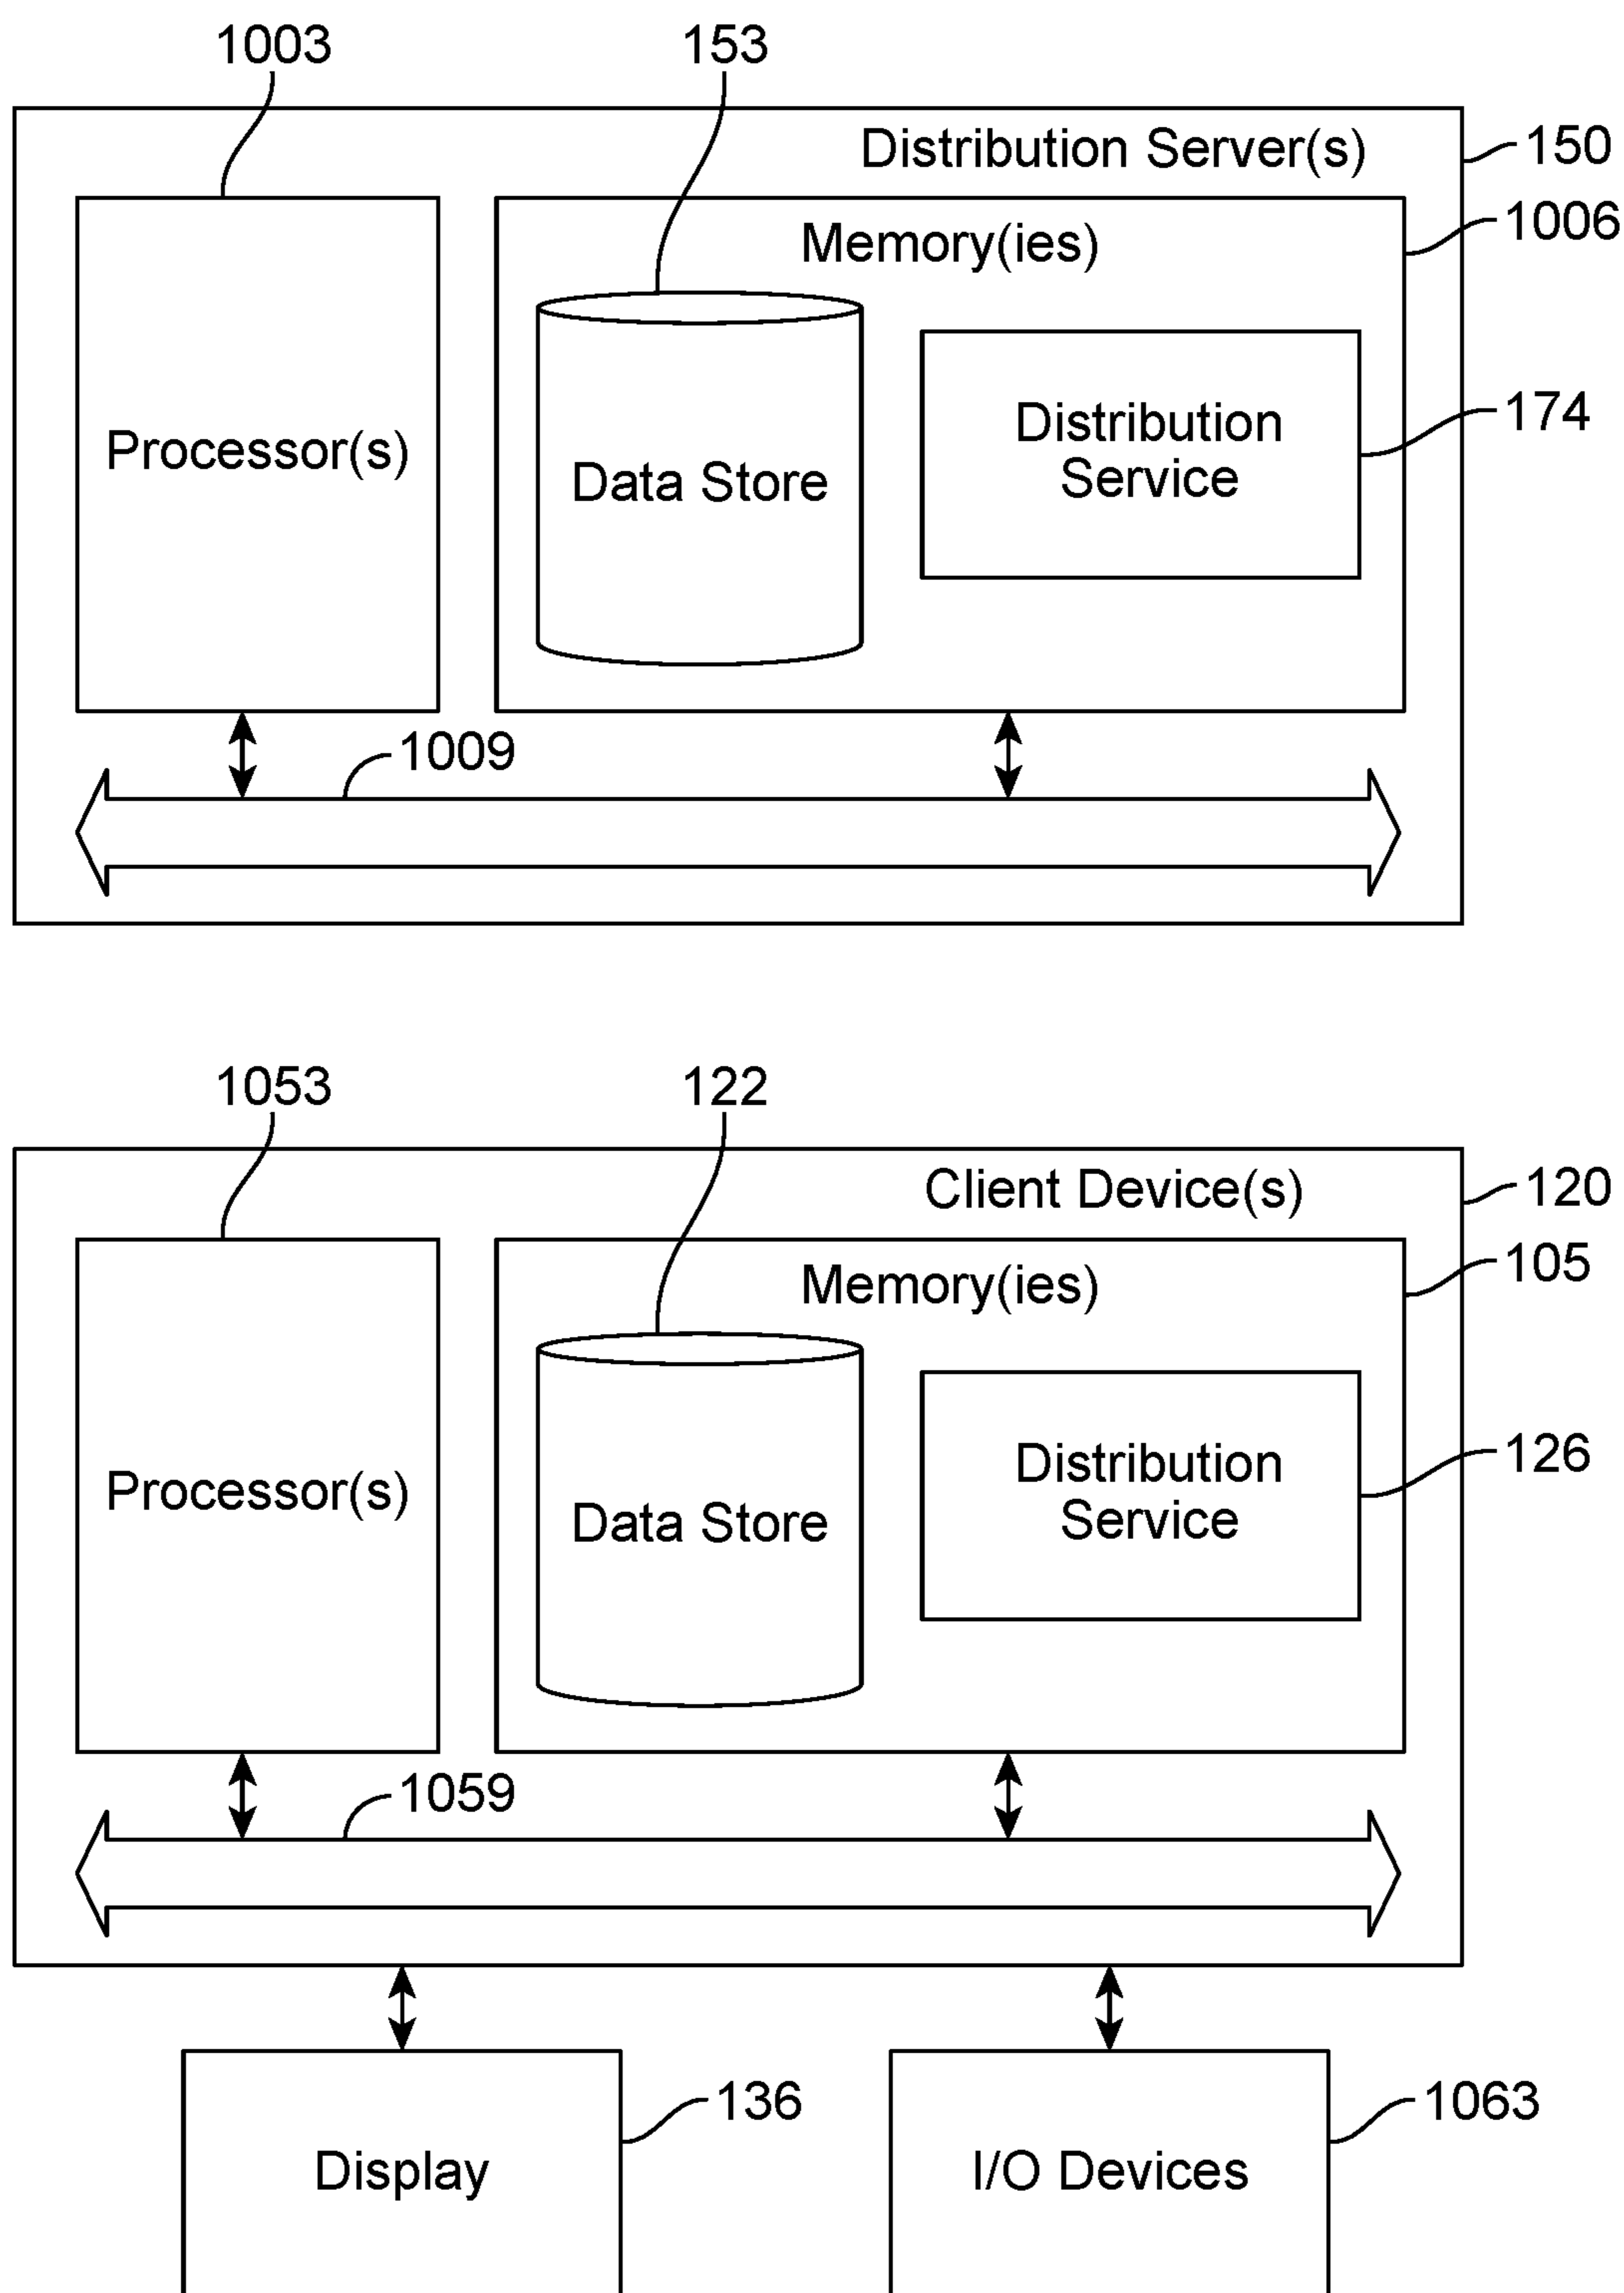 1003
153
Distribution Server(s)
150
Memory(ies)
1006
Processor(s)
Data Store
Distribution
Service
174
1009
1053
122
Client Device(s)
120
Memory(ies)
105
Processor(s)
Data Store
Distribution
Service
126
1059
136
1063
Display
I/O Devices